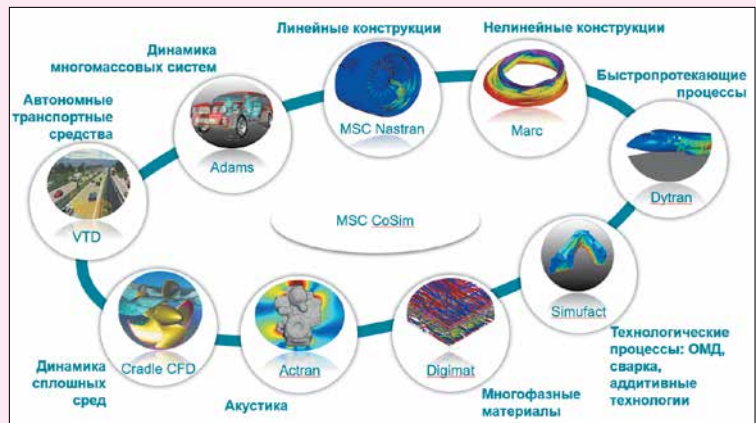 Линейные конструкции
Нелинейные конструкции
Динамика
многомассовых систем
Быстропротекающие
процессы
Автономные
транспортные
средства
MSC Nastran
Marc
Adams
Dytran
VTD
MSC CoSim
Simufact
Cradle CFD
Actran
Digimat
Технологические
процессы: ОМД,
сварка,
аддитивные
технологии
Динамика
сплошных
сред
Акустика
Многофазные
материалы